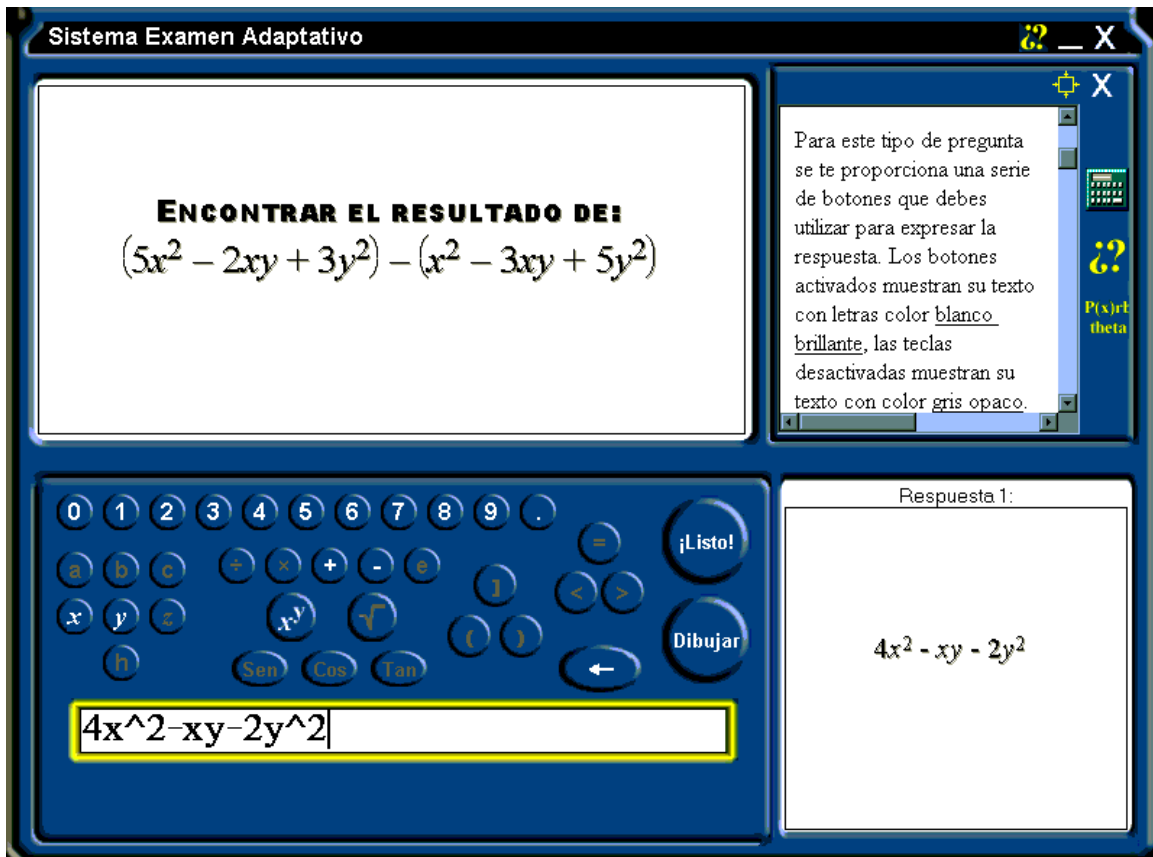 Sistema Examen Adaptativo
¿? _ X
ENCONTRAR EL RESULTADO DE:
(5x² – 2xy + 3y²) – (x² – 3xy + 5y²)
X
Para este tipo de pregunta
se te proporciona una serie
de botones que debes
utilizar para expresar la
respuesta. Los botones
activados muestran su texto
con letras color blanco
brillante, las teclas
desactivadas muestran su
texto con color gris opaco.
¿?
P(x)rt
theta
0 1 2 3 4 5 6 7 8 9 .
a b c ÷ × + - e ] =
x y z xʸ √ ( ) < >
h Sen Cos Tan ←
¡Listo!
Dibujar
4x^2-xy-2y^2
Respuesta 1:
4x² - xy - 2y²